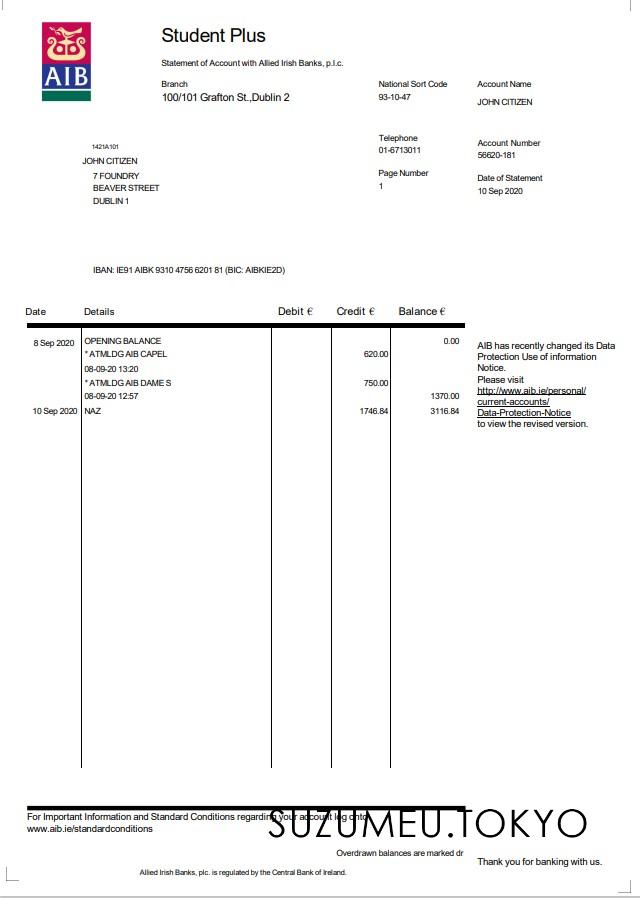 AIB
Student Plus
Statement of Account with Allied Irish Banks, p.l.c.
Branch
100/101 Grafton St.,Dublin 2
National Sort Code
93-10-47
Account Name
JOHN CITIZEN
Telephone
01-6713011
Account Number
56620-181
Page Number
1
Date of Statement
10 Sep 2020
1421A101
JOHN CITIZEN
7 FOUNDRY
BEAVER STREET
DUBLIN 1
IBAN: IE91 AIBK 9310 4756 6201 81 (BIC: AIBKIE2D)
Date Details Debit € Credit € Balance €
8 Sep 2020 OPENING BALANCE 0.00
* ATMLDG AIB CAPEL 620.00
08-09-20 13:20
* ATMLDG AIB DAME S 750.00
08-09-20 12:57 1370.00
10 Sep 2020 NAZ 1746.84 3116.84
AIB has recently changed its Data
Protection Use of information
Notice.
Please visit
http://www.aib.ie/personal/
current-accounts/
Data-Protection-Notice
to view the revised version.
For Important Information and Standard Conditions regarding your account log onto
www.aib.ie/standardconditions
SUZUMEU.TOKYO
Overdrawn balances are marked dr
Thank you for banking with us.
Allied Irish Banks, plc. is regulated by the Central Bank of Ireland.